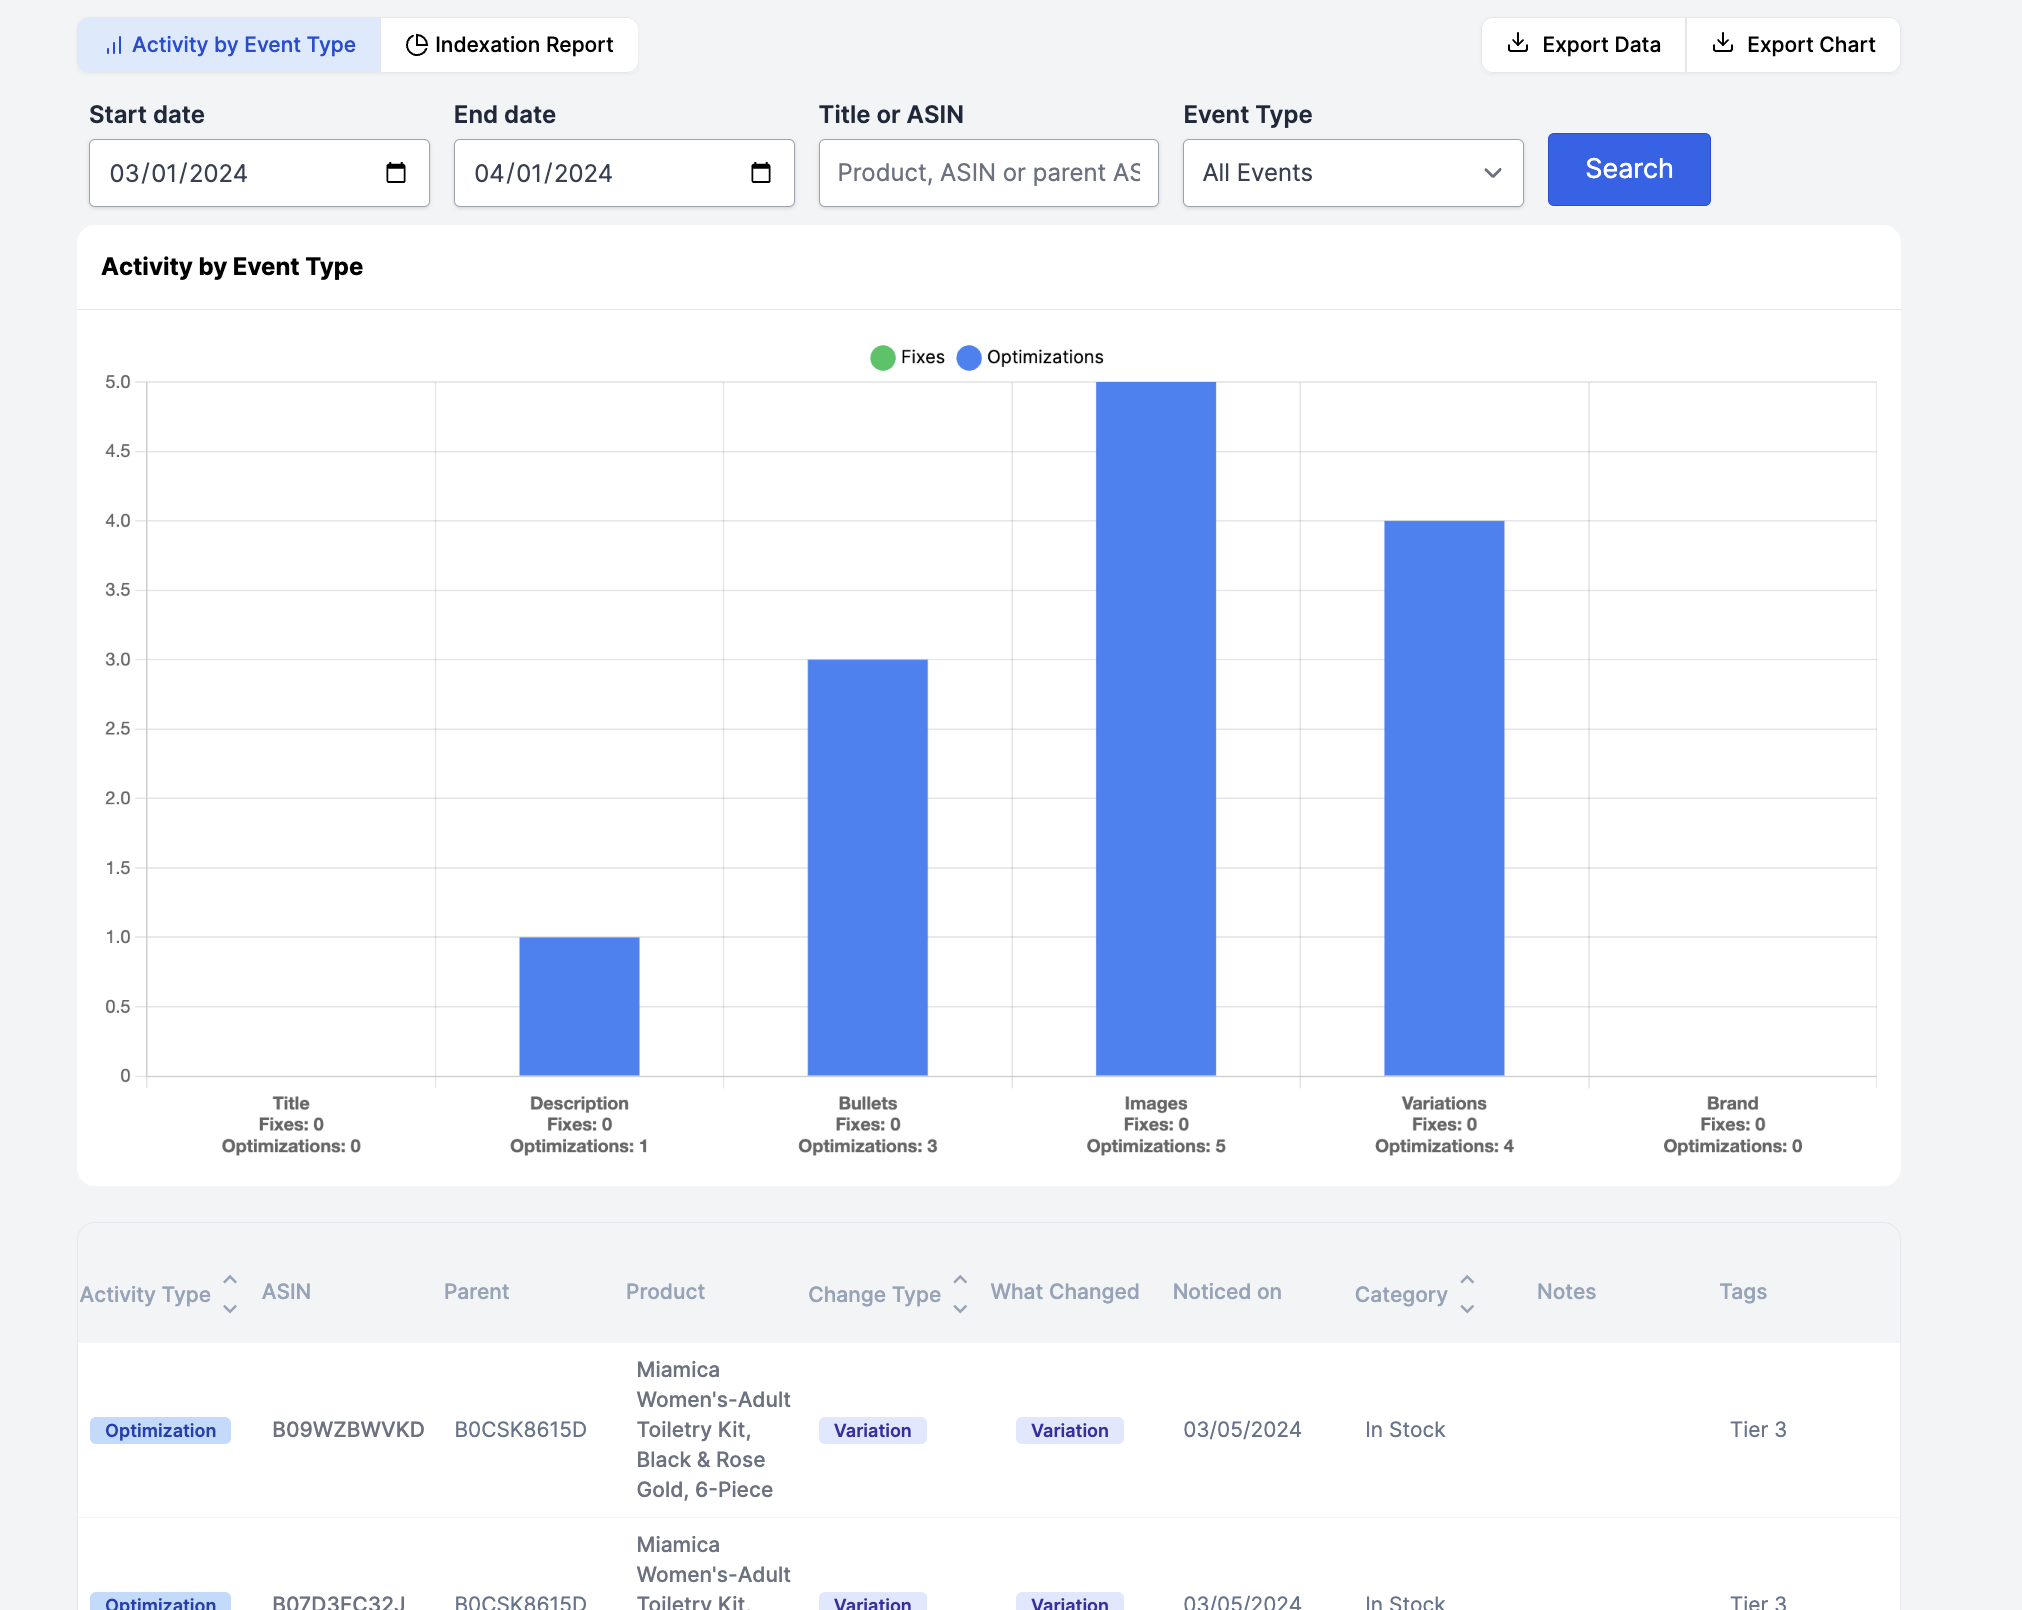 Activity by Event Type
Indexation Report
Export Data
Export Chart
Start date
End date
Title or ASIN
Event Type
03/01/2024
04/01/2024
Product, ASIN or parent AS
All Events
Search
Activity by Event Type
Fixes
Optimizations
5.0
4.5
4.0
3.5
3.0
2.5
2.0
1.5
1.0
0.5
0
Title
Fixes: 0
Optimizations: 0
Description
Fixes: 0
Optimizations: 1
Bullets
Fixes: 0
Optimizations: 3
Images
Fixes: 0
Optimizations: 5
Variations
Fixes: 0
Optimizations: 4
Brand
Fixes: 0
Optimizations: 0
Activity Type
ASIN
Parent
Product
Change Type
What Changed
Noticed on
Category
Notes
Tags
Optimization
B09WZBWVKD
B0CSK8615D
Miamica
Women's-Adult
Toiletry Kit,
Black & Rose
Gold, 6-Piece
Variation
Variation
03/05/2024
In Stock
Tier 3
Optimization
B07D3FC32J
B0CSK8615D
Miamica
Women's-Adult
Toiletry Kit,
Variation
Variation
03/05/2024
In Stock
Tier 3